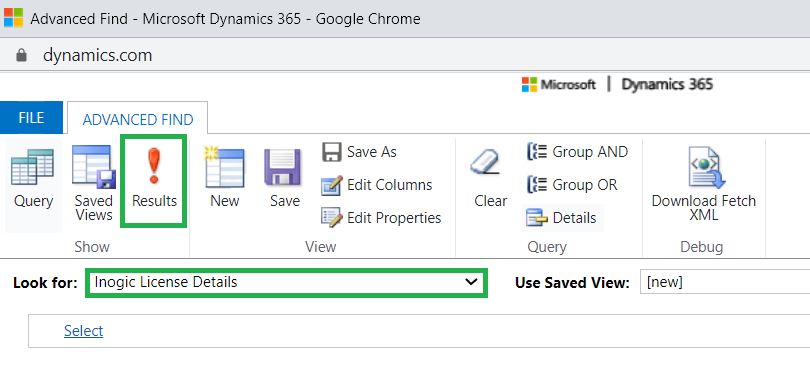 Advanced Find - Microsoft Dynamics 365 - Google Chrome
dynamics.com
Microsoft | Dynamics 365
FILE ADVANCED FIND
Query Saved Views Results New Save Save As Edit Columns Edit Properties Clear Group AND Group OR Details Download Fetch XML
Show View Query Debug
Look for: Inogic License Details Use Saved View: [new]
Select